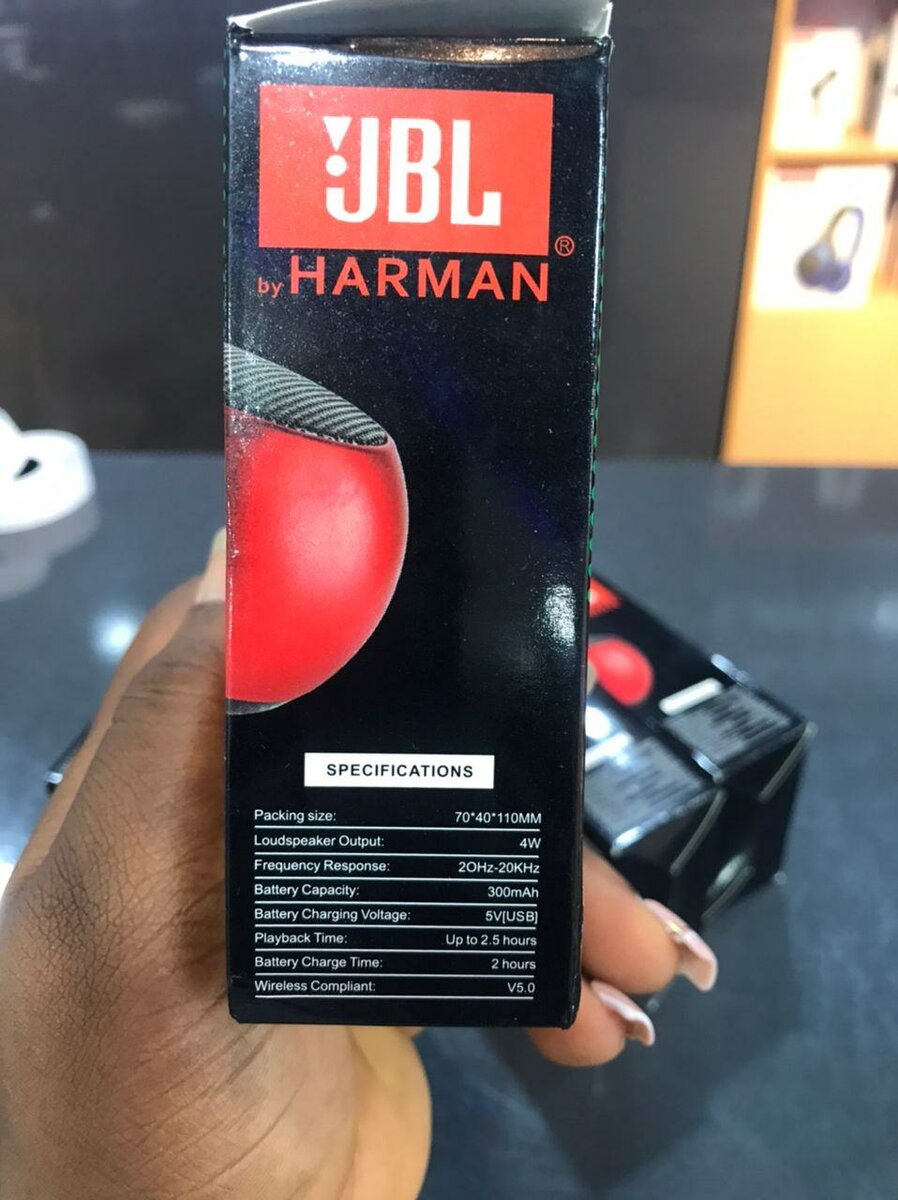 JBL
®
by HARMAN
SPECIFICATIONS
Packing size: 70*40*110MM
Loudspeaker Output: 4W
Frequency Response: 2OHz-20KHz
Battery Capacity: 300mAh
Battery Charging Voltage: 5V[USB]
Playback Time: Up to 2.5 hours
Battery Charge Time: 2 hours
Wireless Compliant: V5.0